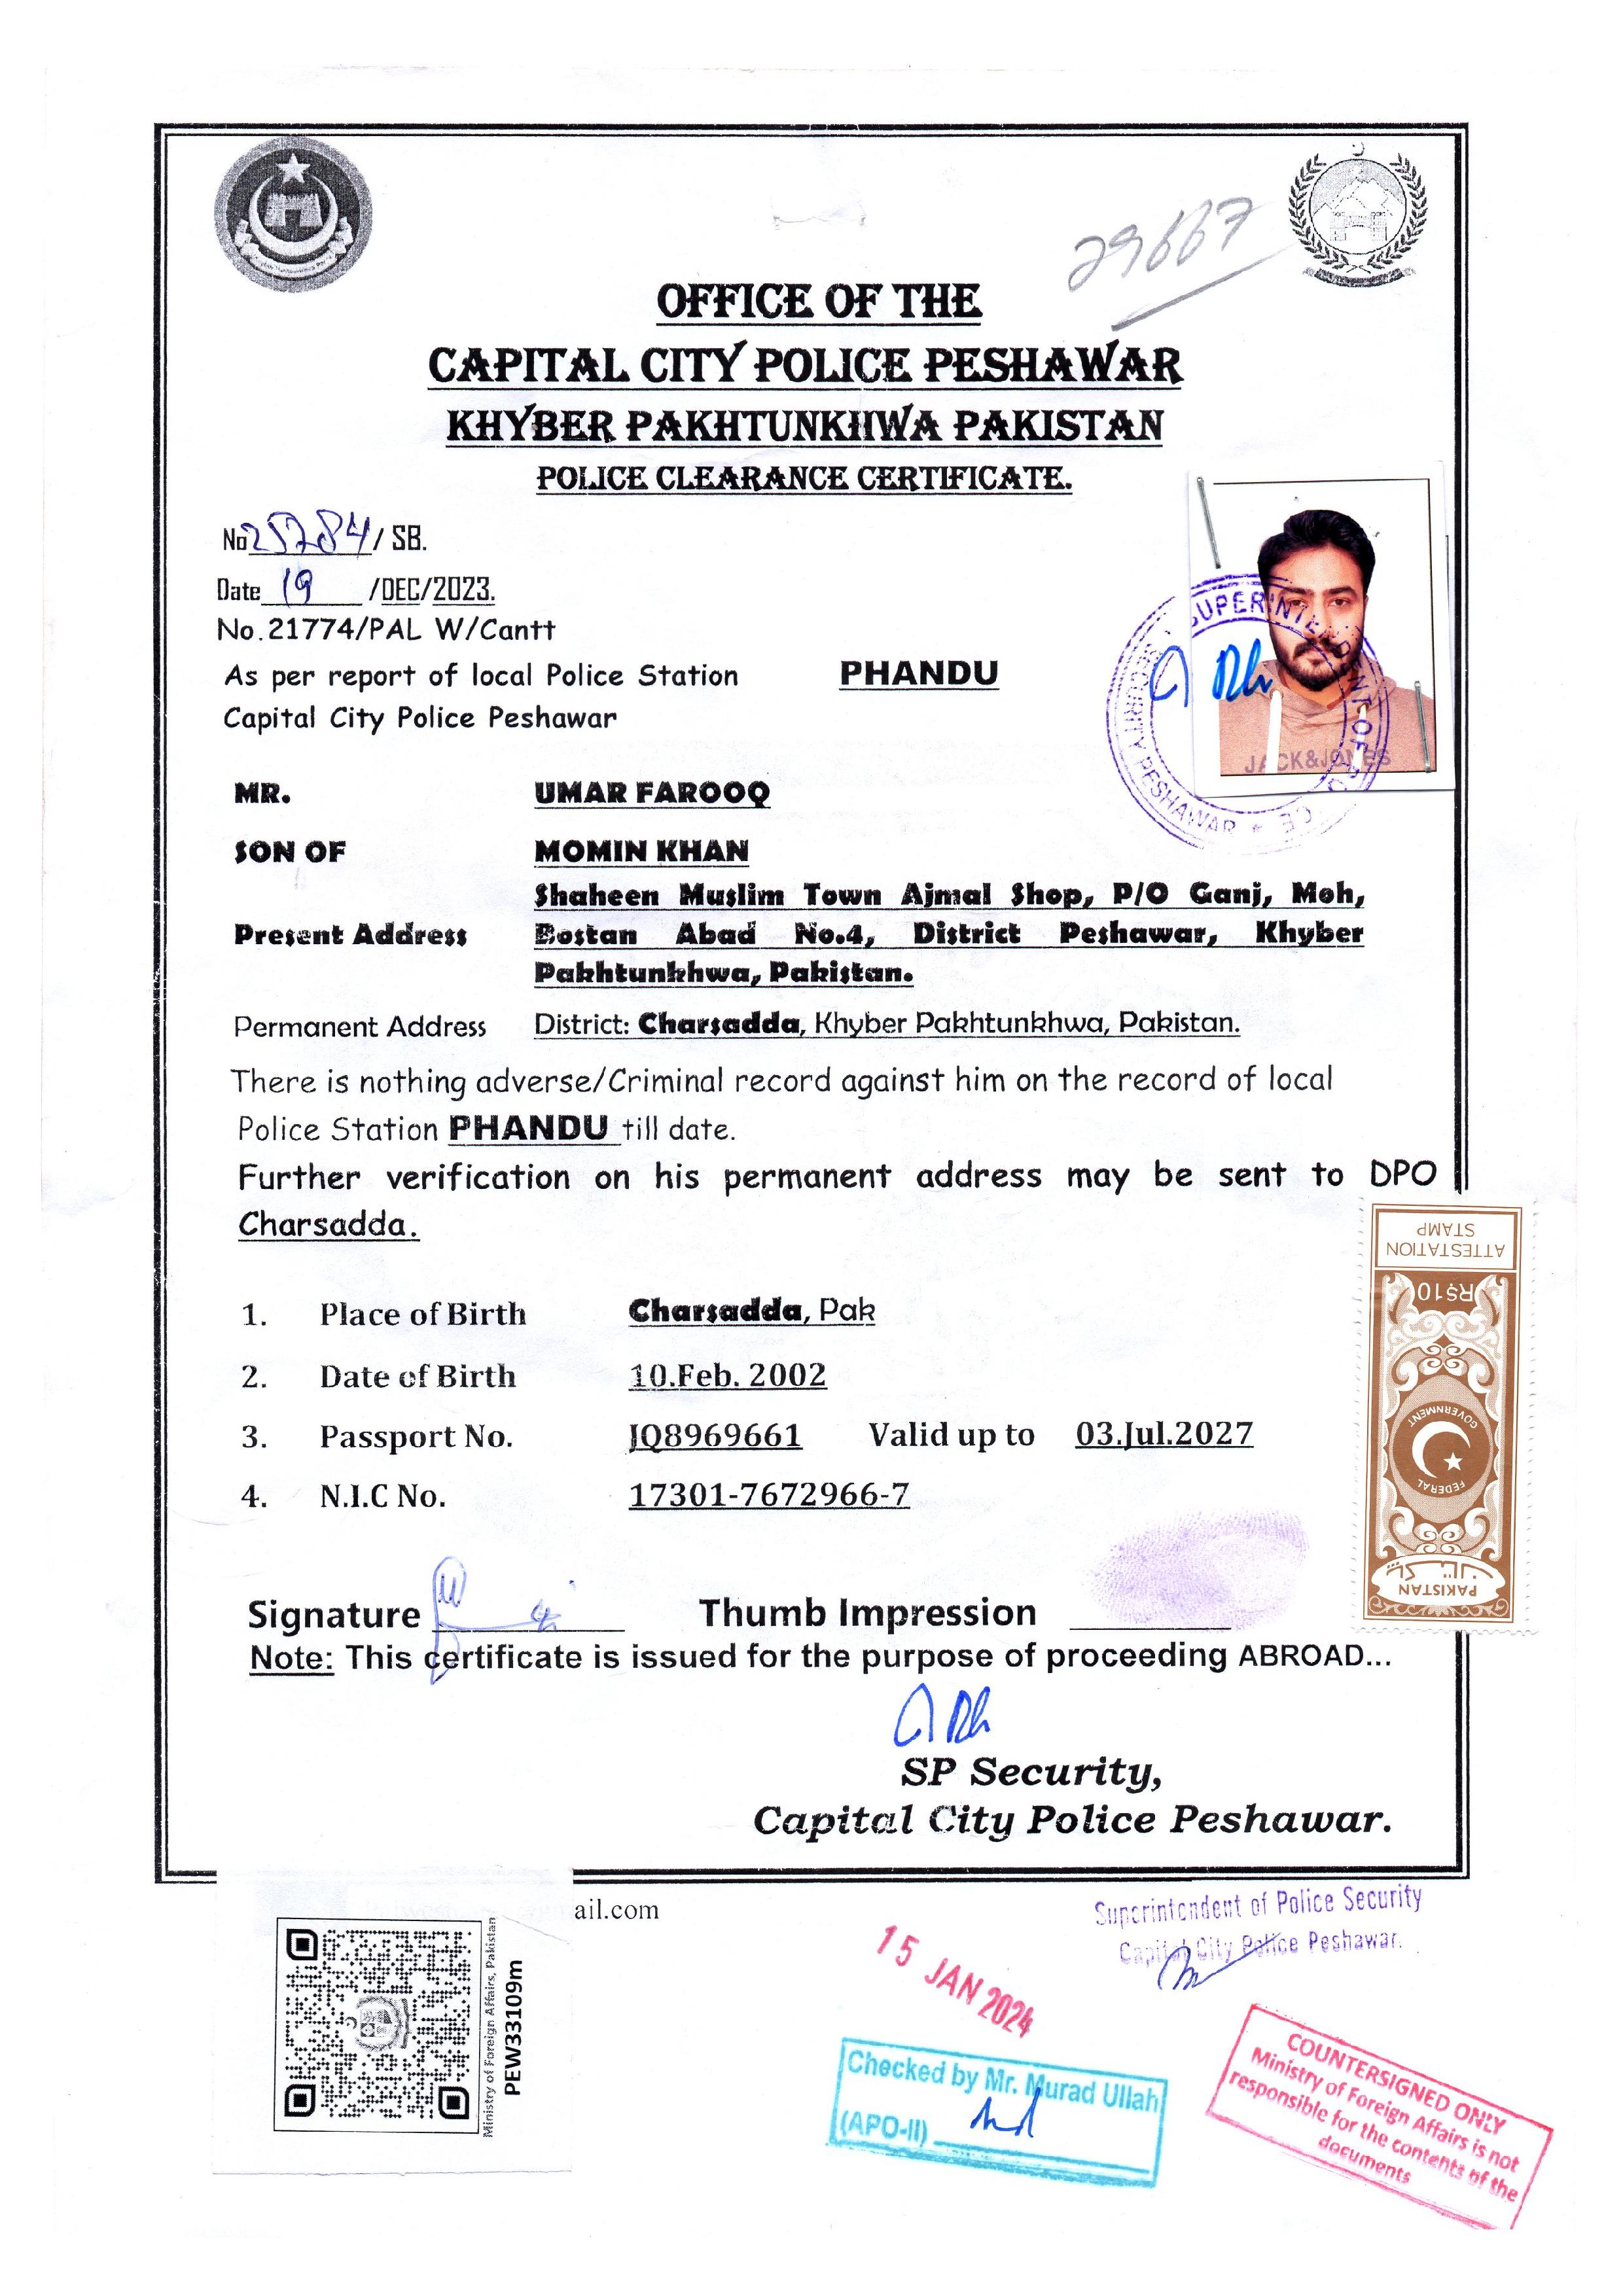 29667
OFFICE OF THE
CAPITAL CITY POLICE PESHAWAR
KHYBER PAKHTUNKHWA PAKISTAN
POLICE CLEARANCE CERTIFICATE.
No 25284/ SB.
Date 19 /DEC/2023.
No.21774/PAL W/Cantt
As per report of local Police Station PHANDU
Capital City Police Peshawar
SUPERINTENDENT OF POLICE SECURITY PESHAWAR
JACK&JONES
MR. UMAR FAROOQ
SON OF MOMIN KHAN
Shaheen Muslim Town Ajmal Shop, P/O Ganj, Moh,
Present Address Bostan Abad No.4, District Peshawar, Khyber
Pakhtunkhwa, Pakistan.
Permanent Address District: Charsadda, Khyber Pakhtunkhwa, Pakistan.
There is nothing adverse/Criminal record against him on the record of local
Police Station PHANDU till date.
Further verification on his permanent address may be sent to DPO
Charsadda.
ATTESTATION
STAMP
RS10
FEDERAL
GOVERNMENT
پاکستان
PAKISTAN
1. Place of Birth Charsadda, Pak
2. Date of Birth 10.Feb. 2002
3. Passport No. JQ8969661 Valid up to 03.Jul.2027
4. N.I.C No. 17301-7672966-7
Signature Thumb Impression
Note: This certificate is issued for the purpose of proceeding ABROAD...
SP Security,
Capital City Police Peshawar.
ail.com
Superintendent of Police Security
Capital City Police Peshawar.
Ministry of Foreign Affairs, Pakistan
PEW33109m
15 JAN 2024
Checked by Mr. Murad Ullah
(APO-II)
COUNTERSIGNED ONLY
Ministry of Foreign Affairs is not
responsible for the contents of the
documents